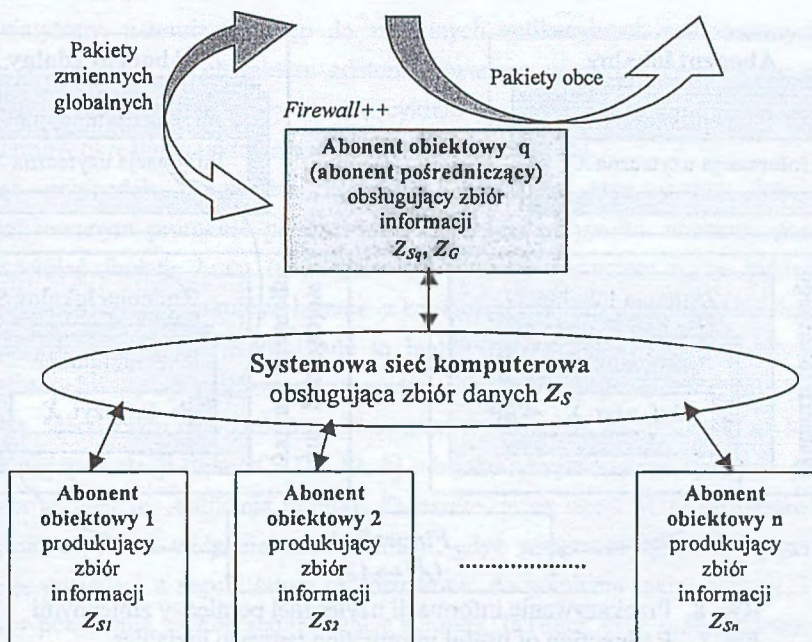 Pakiety
zmiennych
globalnych
Pakiety obce
Firewall++
Abonent obiektowy q
(abonent pośredniczący)
obsługujący zbiór
informacji
Z_Sq, Z_G
Systemowa sieć komputerowa
obsługująca zbiór danych Z_S
Abonent
obiektowy 1
produkujący
zbiór
informacji
Z_S1
Abonent
obiektowy 2
produkujący
zbiór
informacji
Z_S2
....................
Abonent
obiektowy n
produkujący
zbiór
informacji
Z_Sn